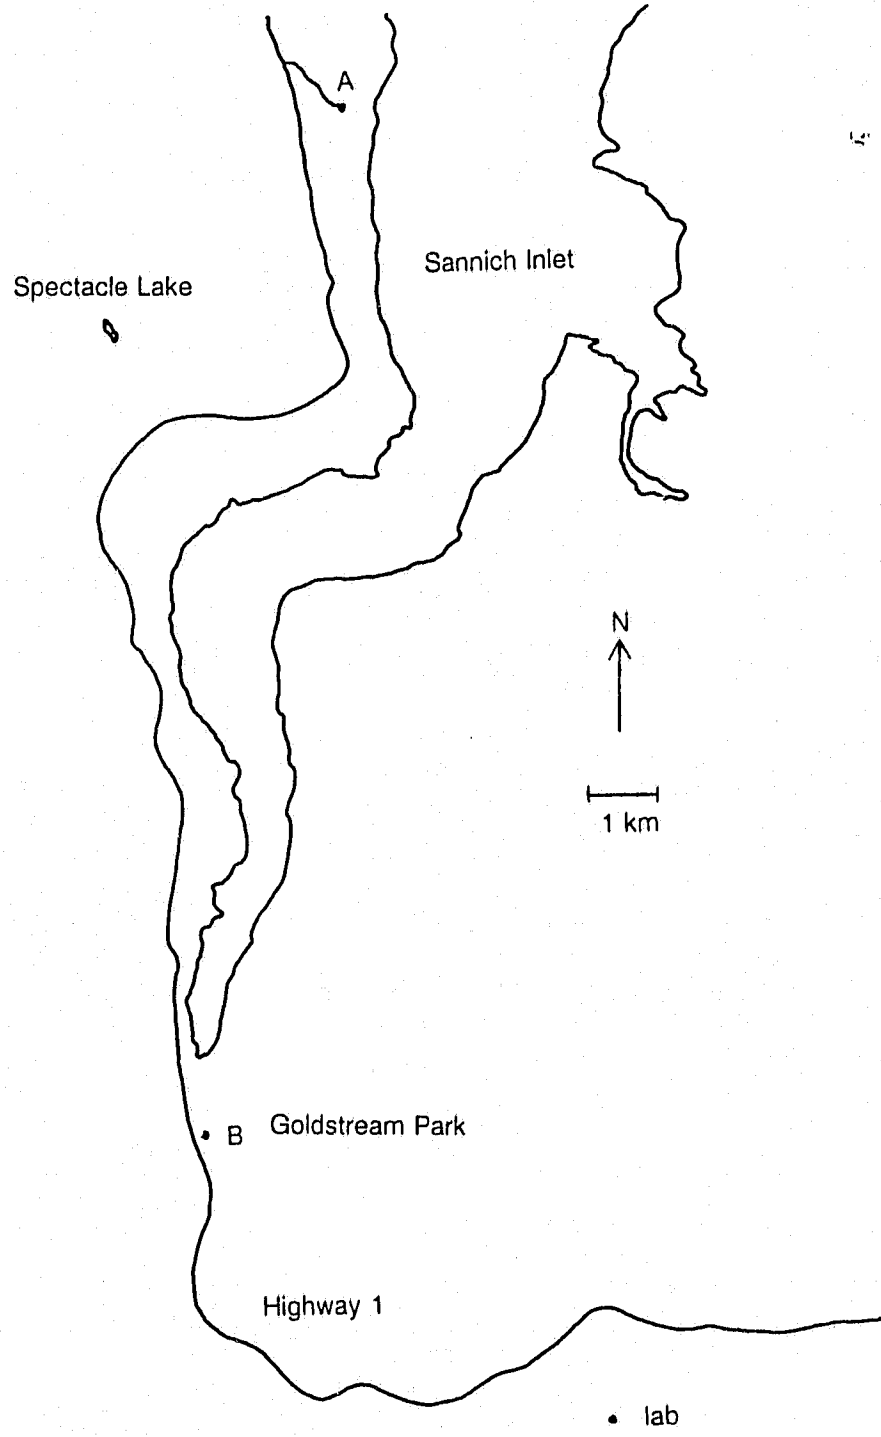 A
Sannich Inlet
Spectacle Lake
N
1 km
B
Goldstream Park
Highway 1
lab